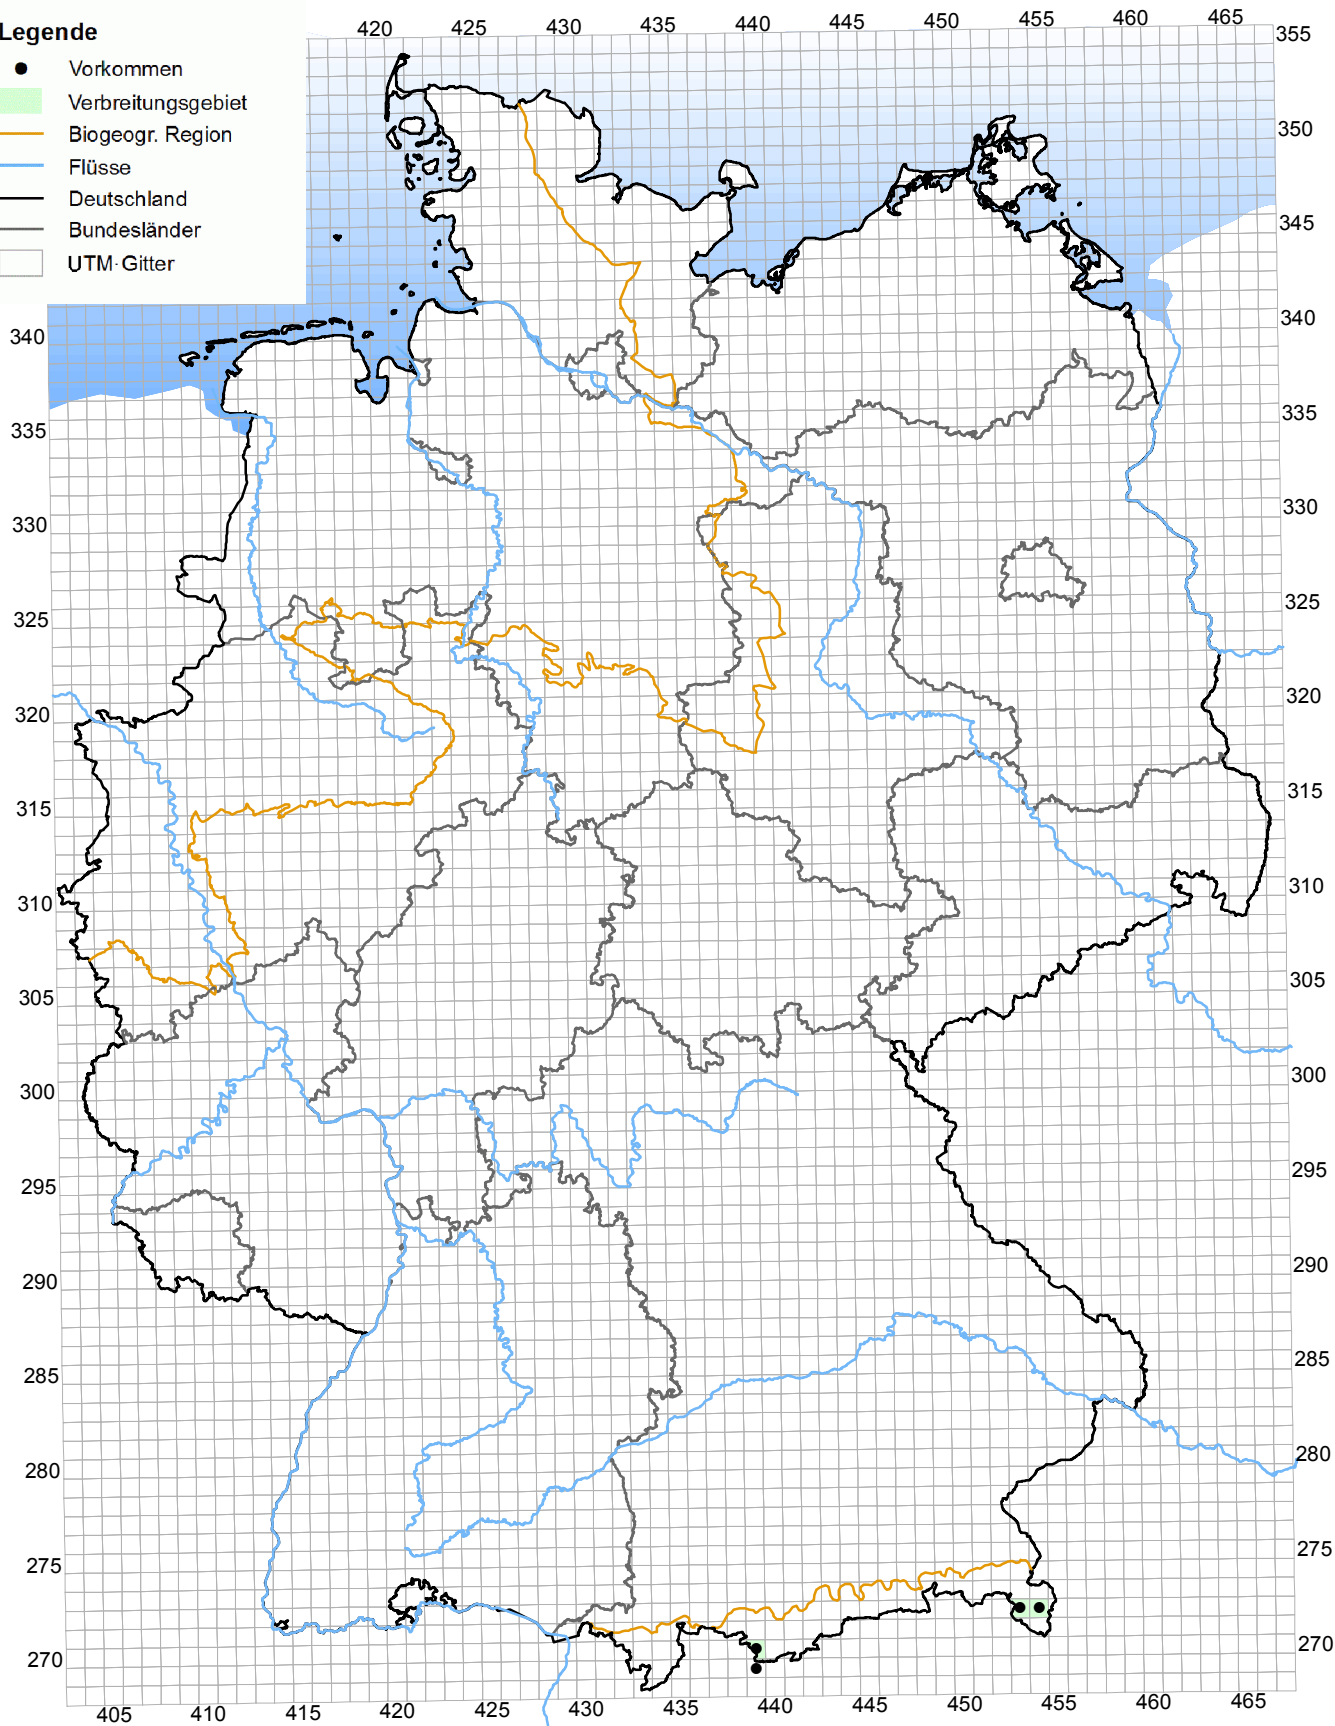 420 425 430 435 440 445 450 455 460 465
Legende
355
Vorkommen
Verbreitungsgebiet
Biogeogr. Region
350
Flüsse
Deutschland
Bundesländer
345
UTM-Gitter
340 340
335 335
330 330
325 325
320 320
315 315
310 310
305 305
300 300
295 295
290 290
285 285
280 280
275 275
270 270
405 410 415 420 425 430 435 440 445 450 455 460 465